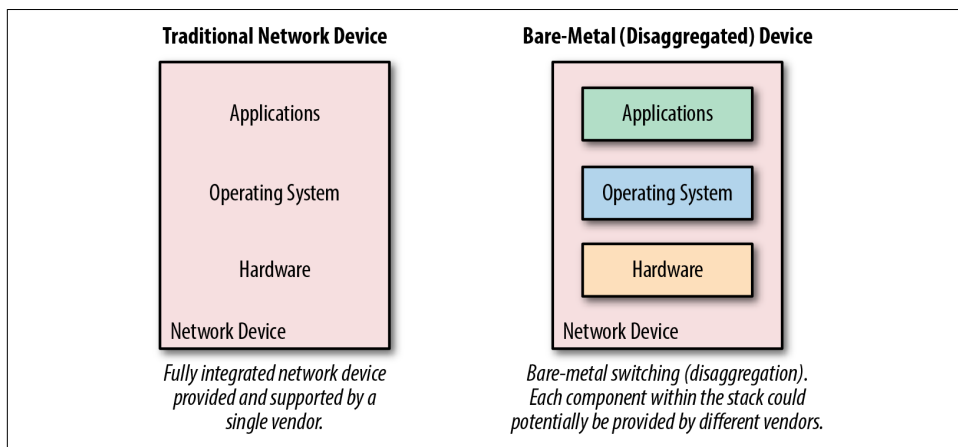 Traditional Network Device
Applications
Operating System
Hardware
Network Device
Fully integrated network device
provided and supported by a
single vendor.
Bare-Metal (Disaggregated) Device
Applications
Operating System
Hardware
Network Device
Bare-metal switching (disaggregation).
Each component within the stack could
potentially be provided by different vendors.